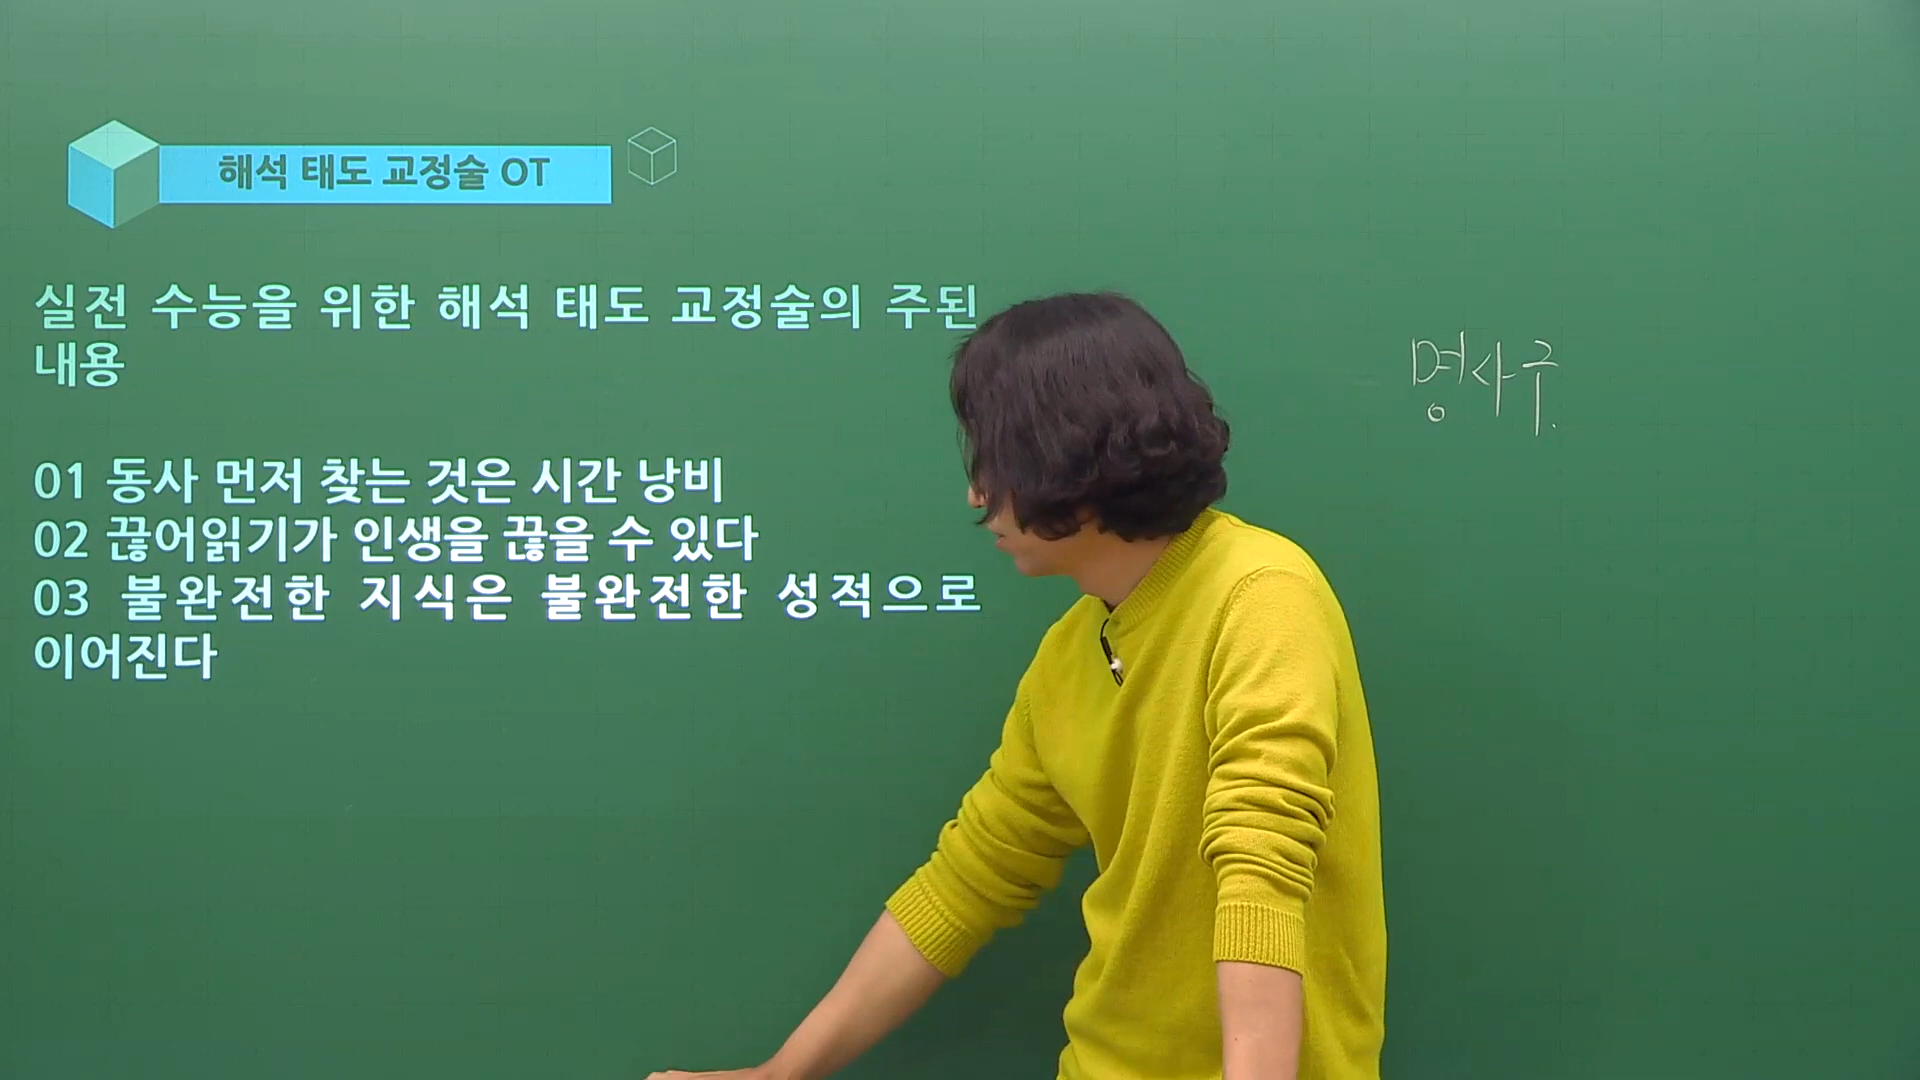 해석 태도 교정술 OT
실전 수능을 위한 해석 태도 교정술의 주된
내용
01 동사 먼저 찾는 것은 시간 낭비
02 끊어읽기가 인생을 끊을 수 있다
03 불완전한 지식은 불완전한 성적으로
이어진다
명사구.